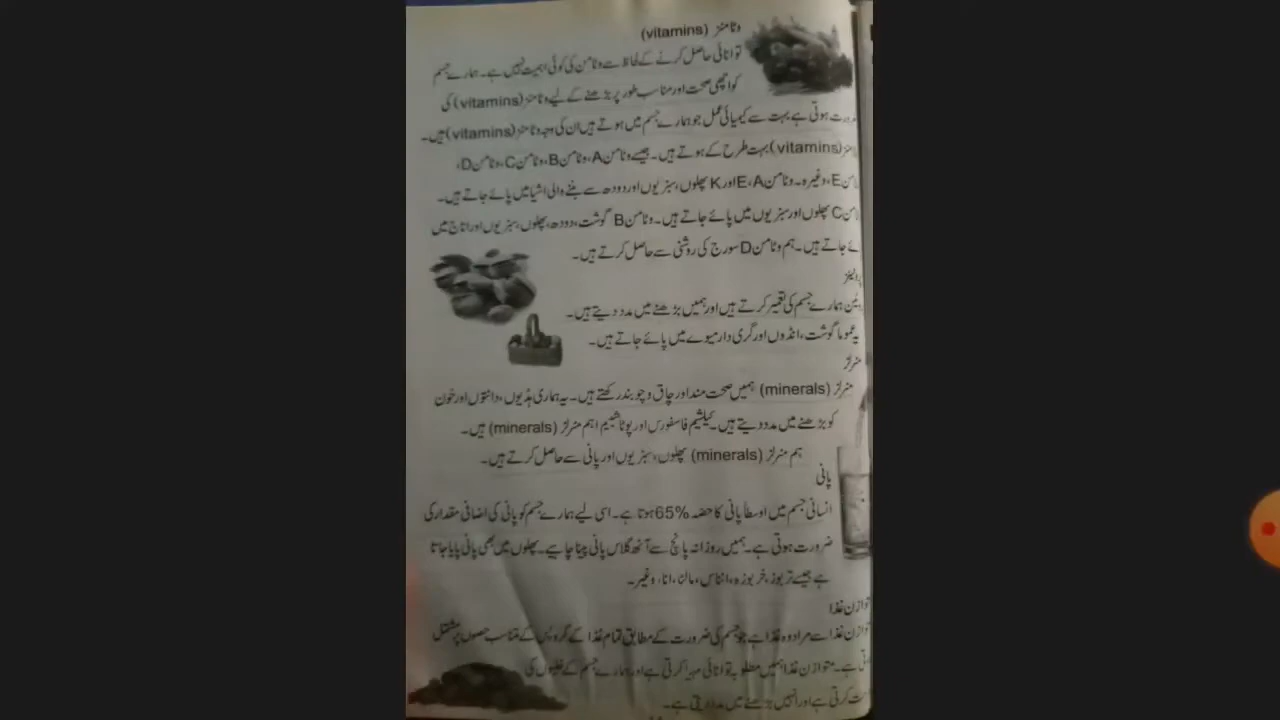 وٹامنز (vitamins)
توانائی حاصل کرنے کے لحاظ سے وٹامن کی کوئی اہمیت نہیں ہے۔ ہمارے جسم
کو اچھی صحت اور مناسب طور پر بڑھنے کے لیے وٹامنز (vitamins) کی
ہوتی ہے بہت سے کیمیائی عمل جو ہمارے جسم میں ہوتے ہیں ان کی وجہ وٹامنز (vitamins) ہیں۔
(vitamins) بہت طرح کے ہوتے ہیں۔ جیسے وٹامن A، وٹامن B، وٹامن C، وٹامن D،
E، وغیرہ۔ وٹامن E،A اور K پھلوں، سبزیوں اور دودھ سے بننے والی اشیا میں پائے جاتے ہیں۔
C پھلوں اور سبزیوں میں پائے جاتے ہیں۔ وٹامن B گوشت، دودھ، پھلوں، سبزیوں اور اناج میں
جاتے ہیں۔ ہم وٹامن D سورج کی روشنی سے حاصل کرتے ہیں۔
ہمارے جسم کی تعمیر کرتے ہیں اور ہمیں بڑھنے میں مدد دیتے ہیں۔
یہ عموماً گوشت، انڈوں اور گری دار میوے میں پائے جاتے ہیں۔
منرلز
منرلز (minerals) ہمیں صحت مند اور چاق و چوبند رکھتے ہیں۔ یہ ہماری ہڈیوں، دانتوں اور خون
کو بڑھنے میں مدد دیتے ہیں۔ کیلشیم فاسفورس اور پوٹاشیم اہم منرلز (minerals) ہیں۔
ہم منرلز (minerals) پھلوں، سبزیوں اور پانی سے حاصل کرتے ہیں۔
پانی
انسانی جسم میں اوسطاً پانی کا حصہ 65% ہوتا ہے۔ اسی لیے ہمارے جسم کو پانی کی اضافی مقدار کی
ضرورت ہوتی ہے۔ ہمیں روزانہ پانچ سے آٹھ گلاس پانی پینا چاہیے۔ پھلوں میں بھی پانی پایا جاتا
ہے جیسے تربوز، خربوزہ، انناس، مالٹا، انار، وغیرہ۔
توازن غذا
توازن غذا سے مراد وہ غذا ہے جو جسم کی ضرورت کے مطابق تمام غذا کے گروپس کے مناسب حصوں پر مشتمل
ہے۔ متوازن غذا ہمیں مطلوبہ توانائی مہیا کرتی ہے اور ہمارے جسم کے خلیوں کی
کرتی ہے اور انہیں بڑھنے میں مدد دیتی ہے۔